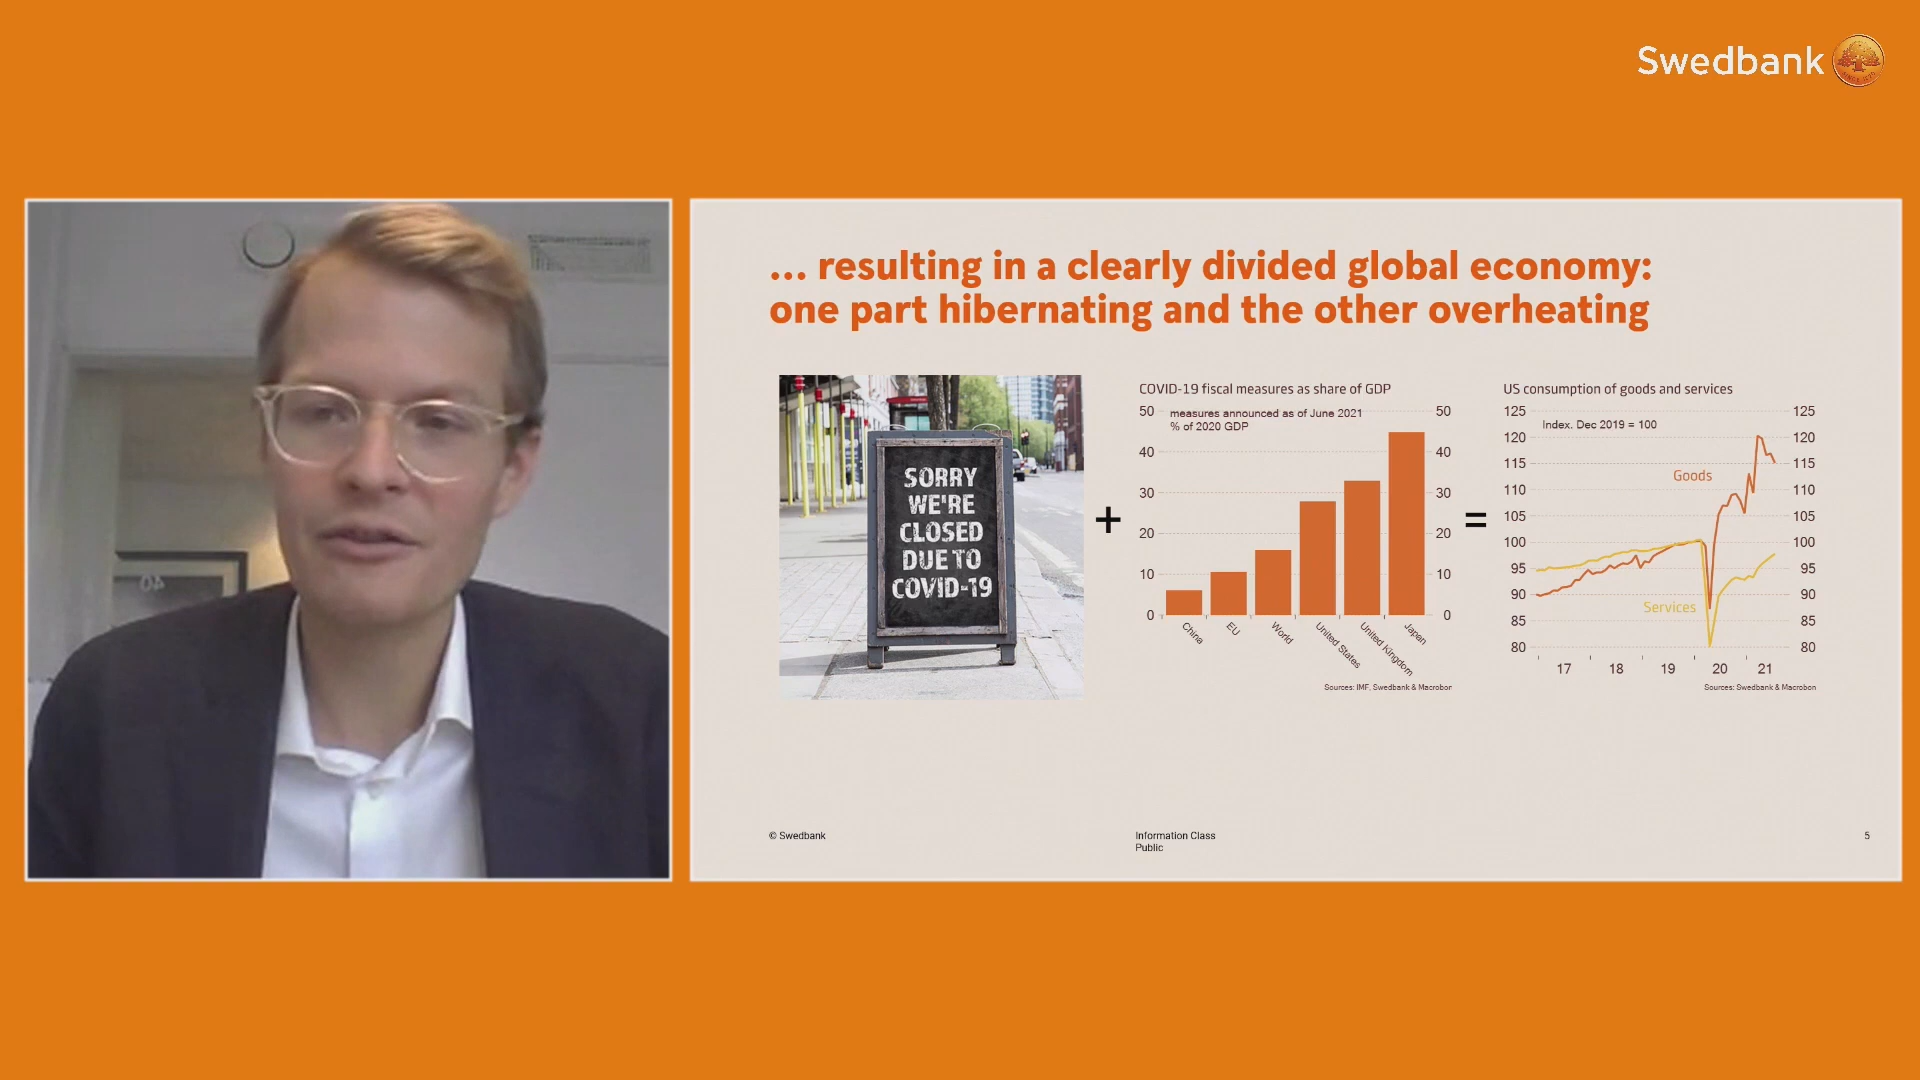 Swedbank
... resulting in a clearly divided global economy:
one part hibernating and the other overheating
SORRY
WE'RE
CLOSED
DUE TO
COVID-19
+
COVID-19 fiscal measures as share of GDP
measures announced as of June 2021
% of 2020 GDP
50 50
40 40
30 30
20 20
10 10
0 0
China EU World United States United Kingdom Japan
Sources: IMF, Swedbank & Macrobon
=
US consumption of goods and services
Index. Dec 2019 = 100
125 125
120 120
115 115
110 110
105 105
100 100
95 95
90 90
85 85
80 80
Goods
Services
17 18 19 20 21
Sources: Swedbank & Macrobon
© Swedbank
Information Class
Public
5